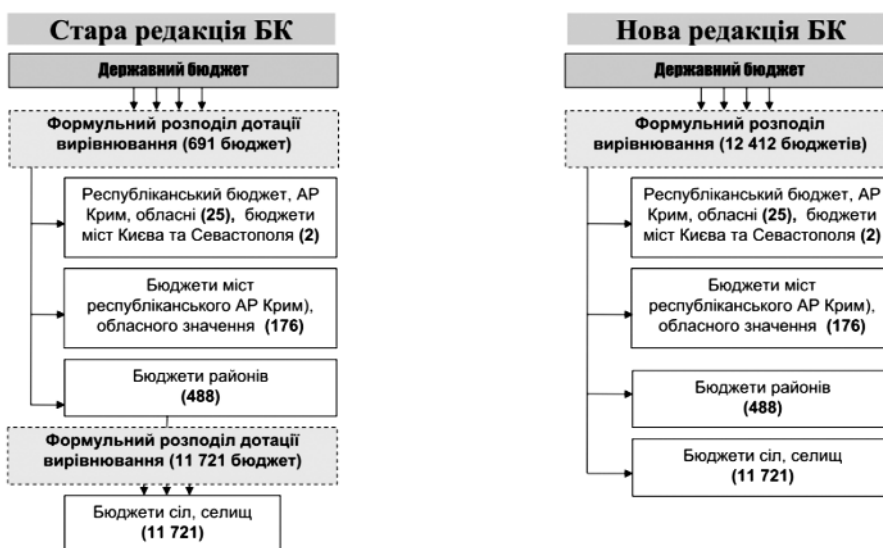 Стара редакція БК
Державний бюджет
Формульний розподіл дотації
вирівнювання (691 бюджет)
Республіканський бюджет, АР
Крим, обласні (25), бюджети
міст Києва та Севастополя (2)
Бюджети міст
республіканського АР Крим),
обласного значення (176)
Бюджети районів
(488)
Формульний розподіл дотації
вирівнювання (11 721 бюджет)
Бюджети сіл, селищ
(11 721)
Нова редакція БК
Державний бюджет
Формульний розподіл
вирівнювання (12 412 бюджетів)
Республіканський бюджет, АР
Крим, обласні (25), бюджети
міст Києва та Севастополя (2)
Бюджети міст
республіканського АР Крим),
обласного значення (176)
Бюджети районів
(488)
Бюджети сіл, селищ
(11 721)